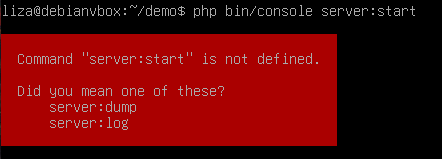 liza@debianvbox:~/demo$ php bin/console server:start
Command "server:start" is not defined.
Did you mean one of these?
server:dump
server:log